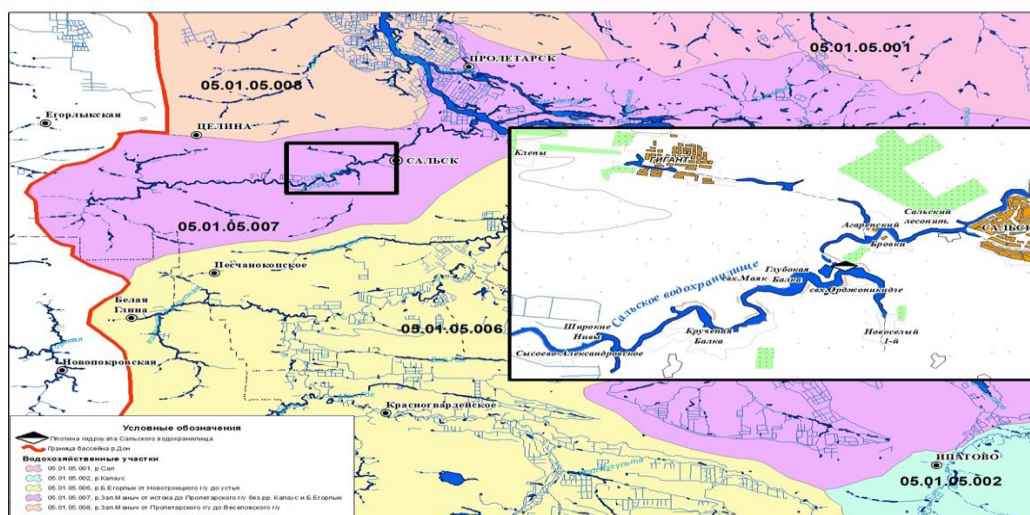 05.01.05.001
ПРОЛЕТАРСК
05.01.05.008
Егорлыкская
ЦЕЛИНА
САЛЬСК
05.01.05.007
Песчанокопское
Белая
Глина
05.01.05.006
Новопокровская
Красногвардейское
ИПАТОВО
05.01.05.002
Клены
ГИГАНТ
Сальский
лесопит.
САЛЬСК
Бровки
Глубокая
Балка
свх.Маяк
свх.Орджоникидзе
Сальское водохранилище
Крученая
Балка
Новоселый
1-й
Широкие
Нивы
Сысоево-Александровское
Условные обозначения
Плотина гидроузла Сальского водохранилища
Граница бассейна р.Дон
Водохозяйственные участки
05.01.05.001, р.Сал
05.01.05.002, р.Калаус
05.01.05.006, р.Б.Егорлык от Новотроицкого г/у до устья
05.01.05.007, р.Зап.Маныч от истока до Пролетарского г/у без рр. Калаус и Б.Егорлык
05.01.05.008, р.Зап.Маныч от Пролетарского г/у до Веселовского г/у